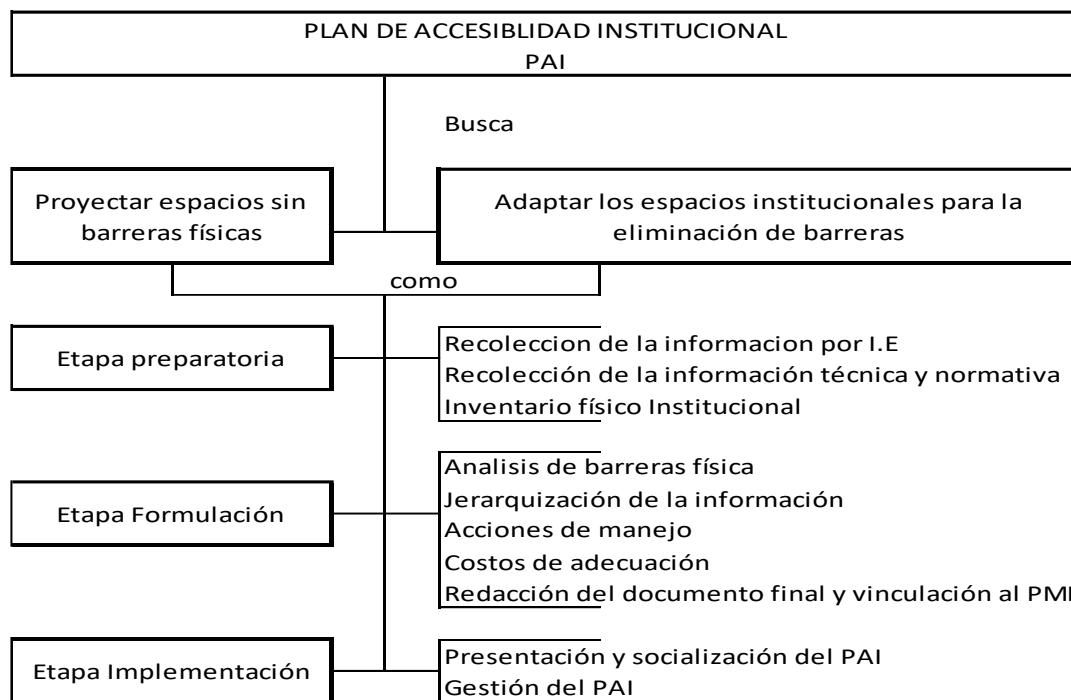 PLAN DE ACCESIBLIDAD INSTITUCIONAL
PAI
Busca
Proyectar espacios sin
barreras físicas
Adaptar los espacios institucionales para la
eliminación de barreras
como
Etapa preparatoria
Recoleccion de la informacion por I.E
Recolección de la información técnica y normativa
Inventario físico Institucional
Etapa Formulación
Analisis de barreras física
Jerarquización de la información
Acciones de manejo
Costos de adecuación
Redacción del documento final y vinculación al
Etapa Implementación
Presentación y socialización del PAI
Gestión del PAI